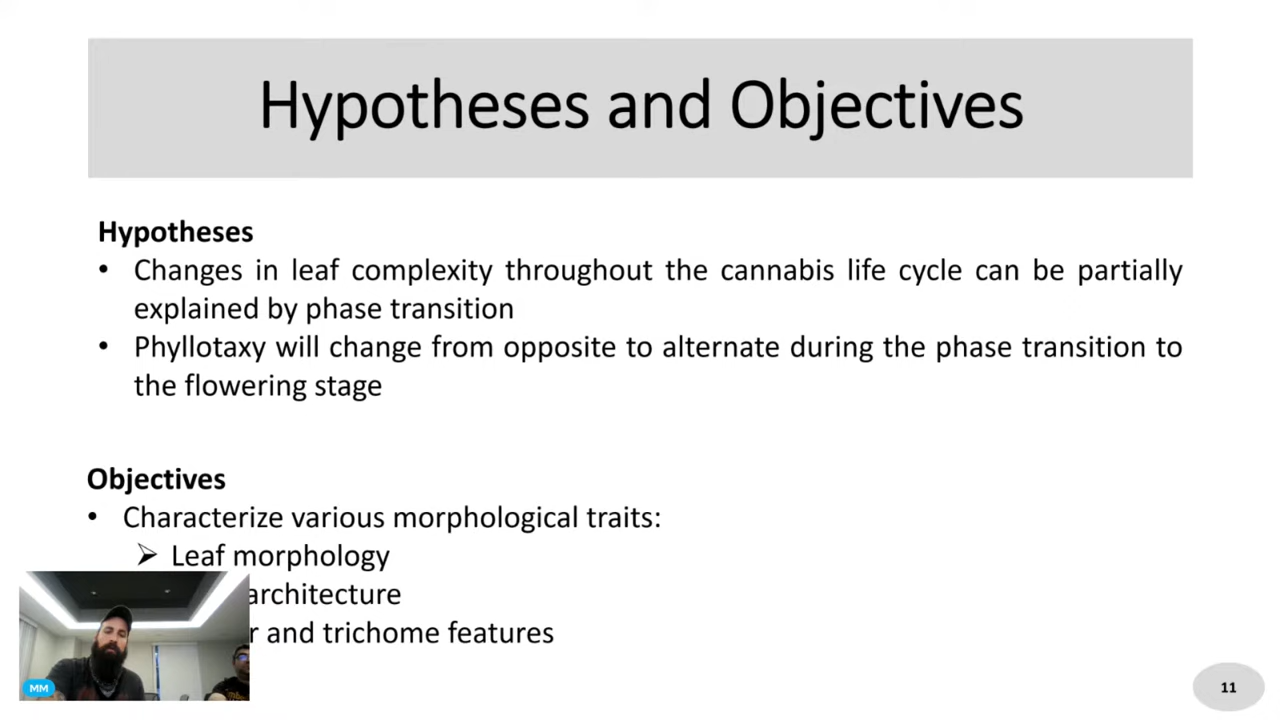 Hypotheses and Objectives
Hypotheses
• Changes in leaf complexity throughout the cannabis life cycle can be partially
explained by phase transition
• Phyllotaxy will change from opposite to alternate during the phase transition to
the flowering stage
Objectives
• Characterize various morphological traits:
➢ Leaf morphology
architecture
r and trichome features
MM
11